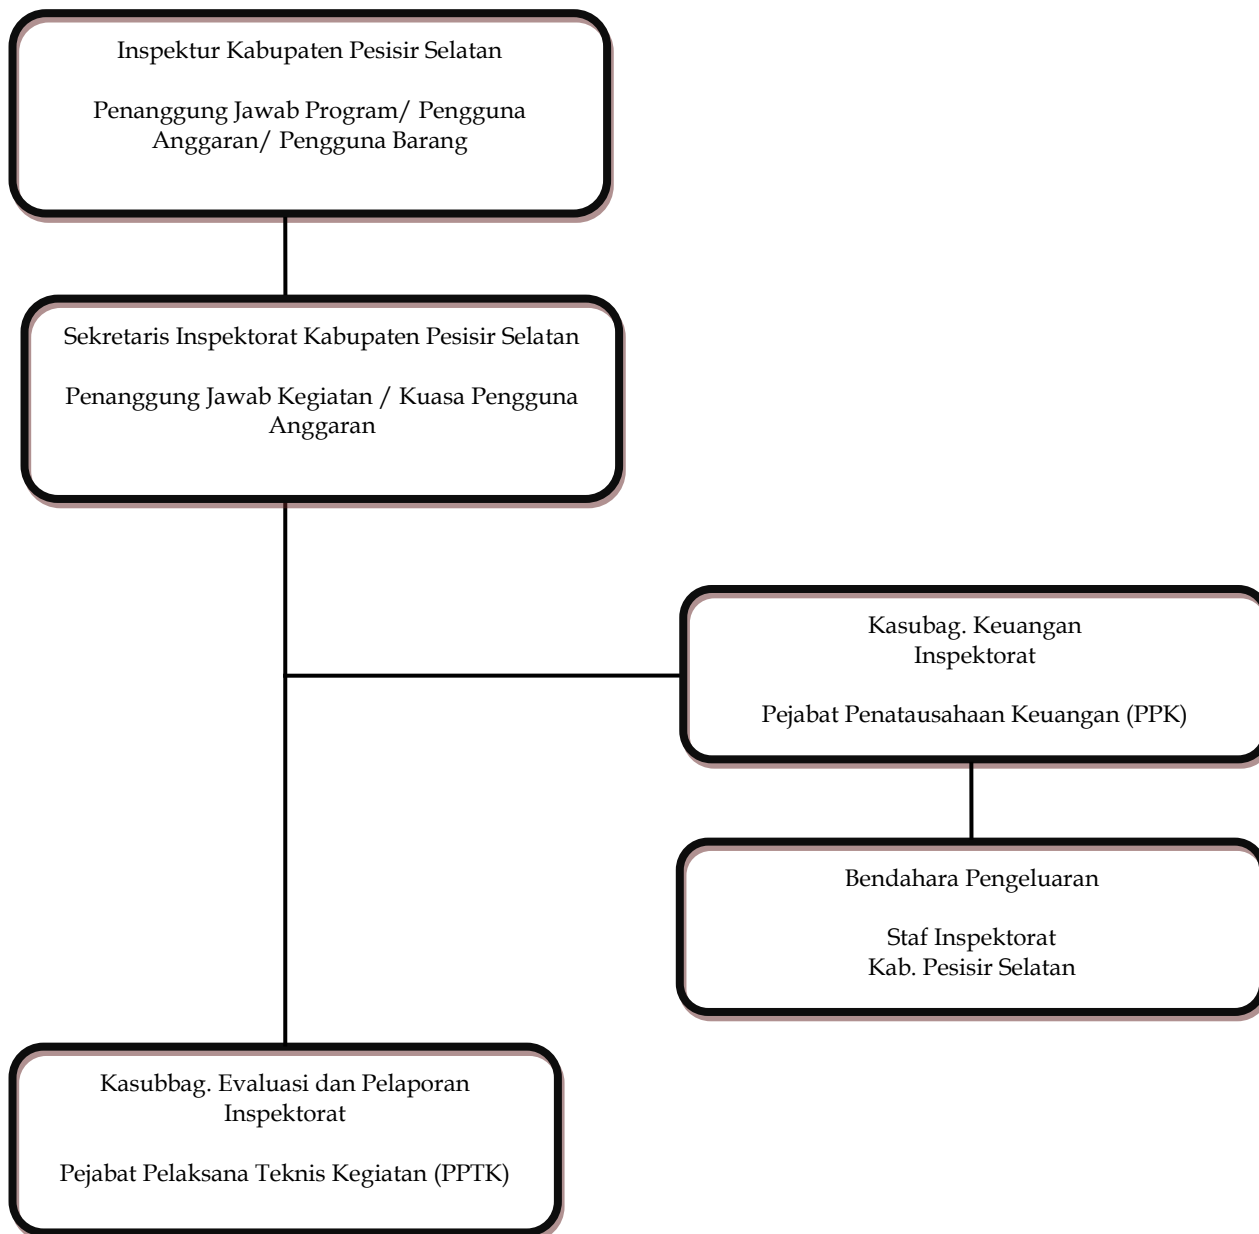 Inspektur Kabupaten Pesisir Selatan
Penanggung Jawab Program/ Pengguna
Anggaran/ Pengguna Barang
Sekretaris Inspektorat Kabupaten Pesisir Selatan
Penanggung Jawab Kegiatan / Kuasa Pengguna
Anggaran
Kasubag. Keuangan
Inspektorat
Pejabat Penatausahaan Keuangan (PPK)
Bendahara Pengeluaran
Staf Inspektorat
Kab. Pesisir Selatan
Kasubbag. Evaluasi dan Pelaporan
Inspektorat
Pejabat Pelaksana Teknis Kegiatan (PPTK)